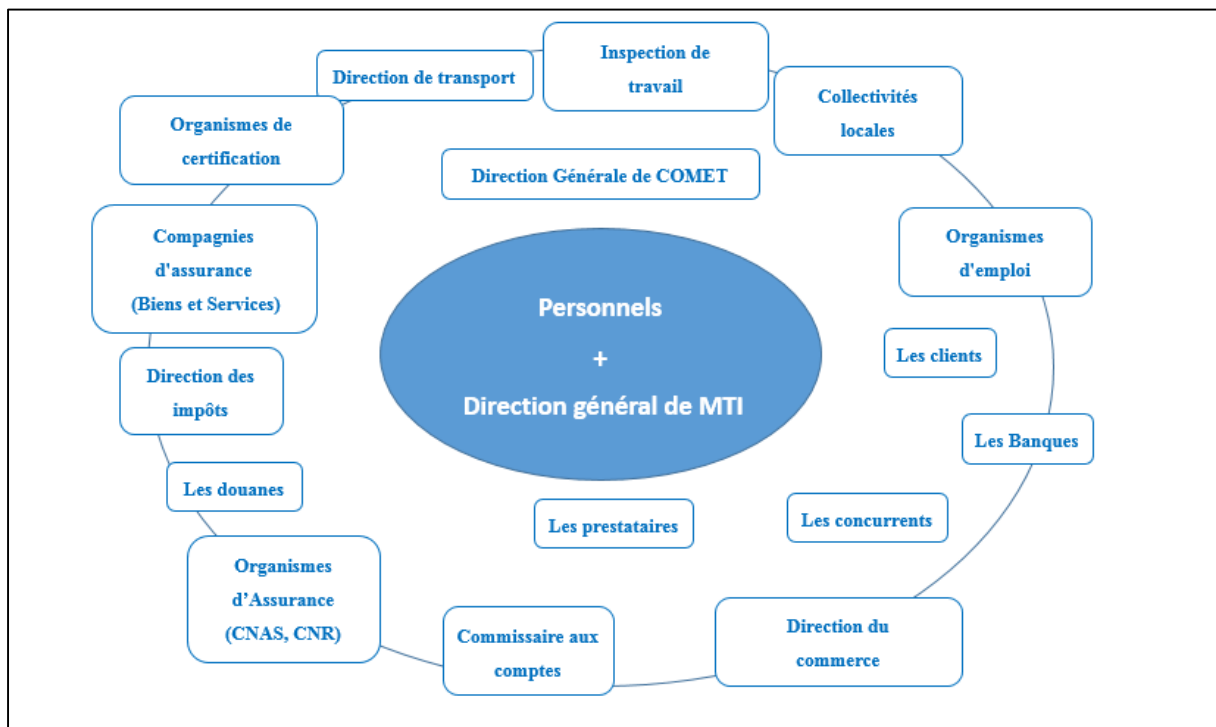 Inspection de
travail
Direction de transport
Collectivités
locales
Organismes de
certification
Direction Générale de COMET
Compagnies
d'assurance
(Biens et Services)
Organismes
d'emploi
Personnels
+
Direction général de MTI
Les clients
Direction des
impôts
Les Banques
Les douanes
Les prestataires
Les concurrents
Organismes
d’Assurance
(CNAS, CNR)
Commissaire aux
comptes
Direction du
commerce